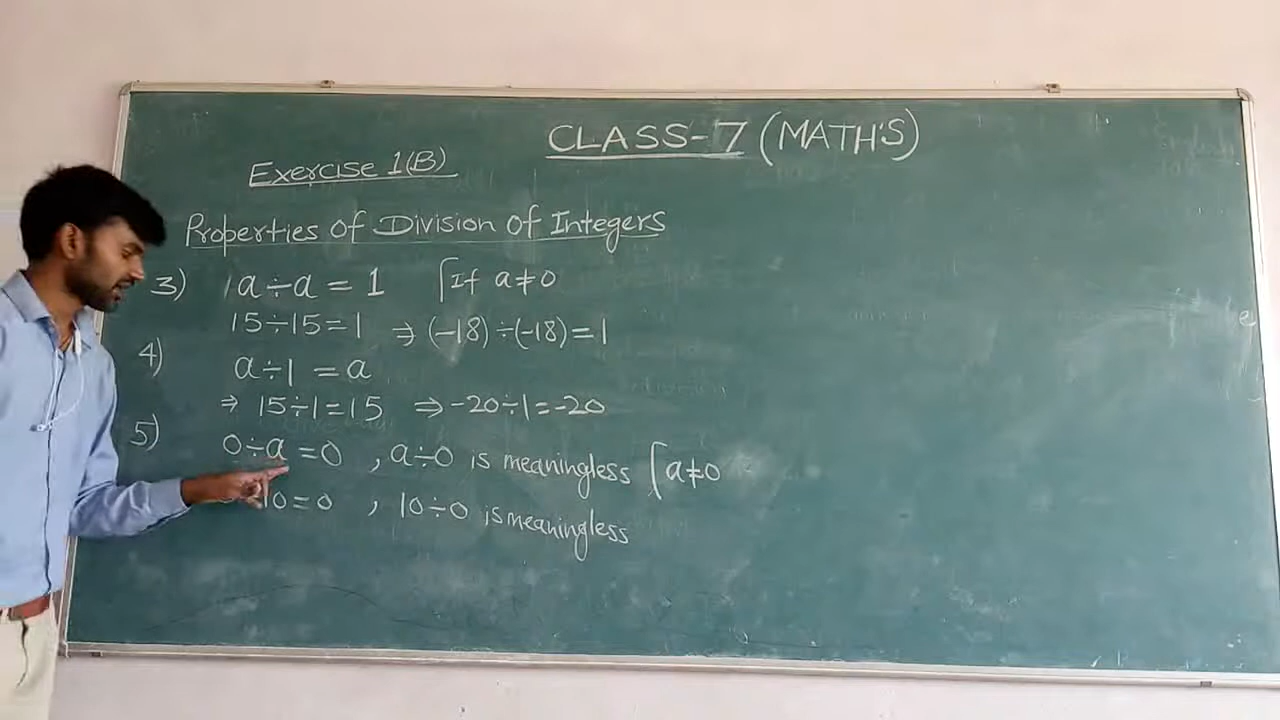 CLASS-7 (MATH'S)
Exercise 1(B)
Properties of Division of Integers
3) a÷a = 1 [If a≠0
15÷15=1 ⇒ (-18)÷(-18)=1
4) a÷1 = a
⇒ 15÷1=15 ⇒ -20÷1=-20
5) 0÷a=0, a÷0 is meaningless [a≠0
10=0, 10÷0 is meaningless